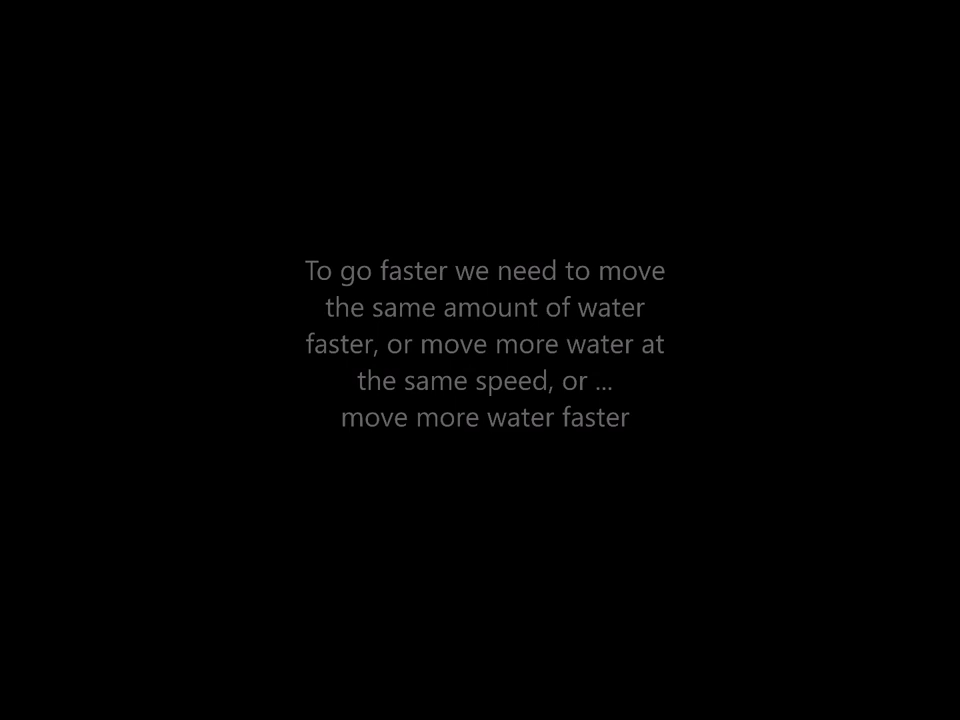 To go faster we need to move
the same amount of water
faster, or move more water at
the same speed, or ...
move more water faster